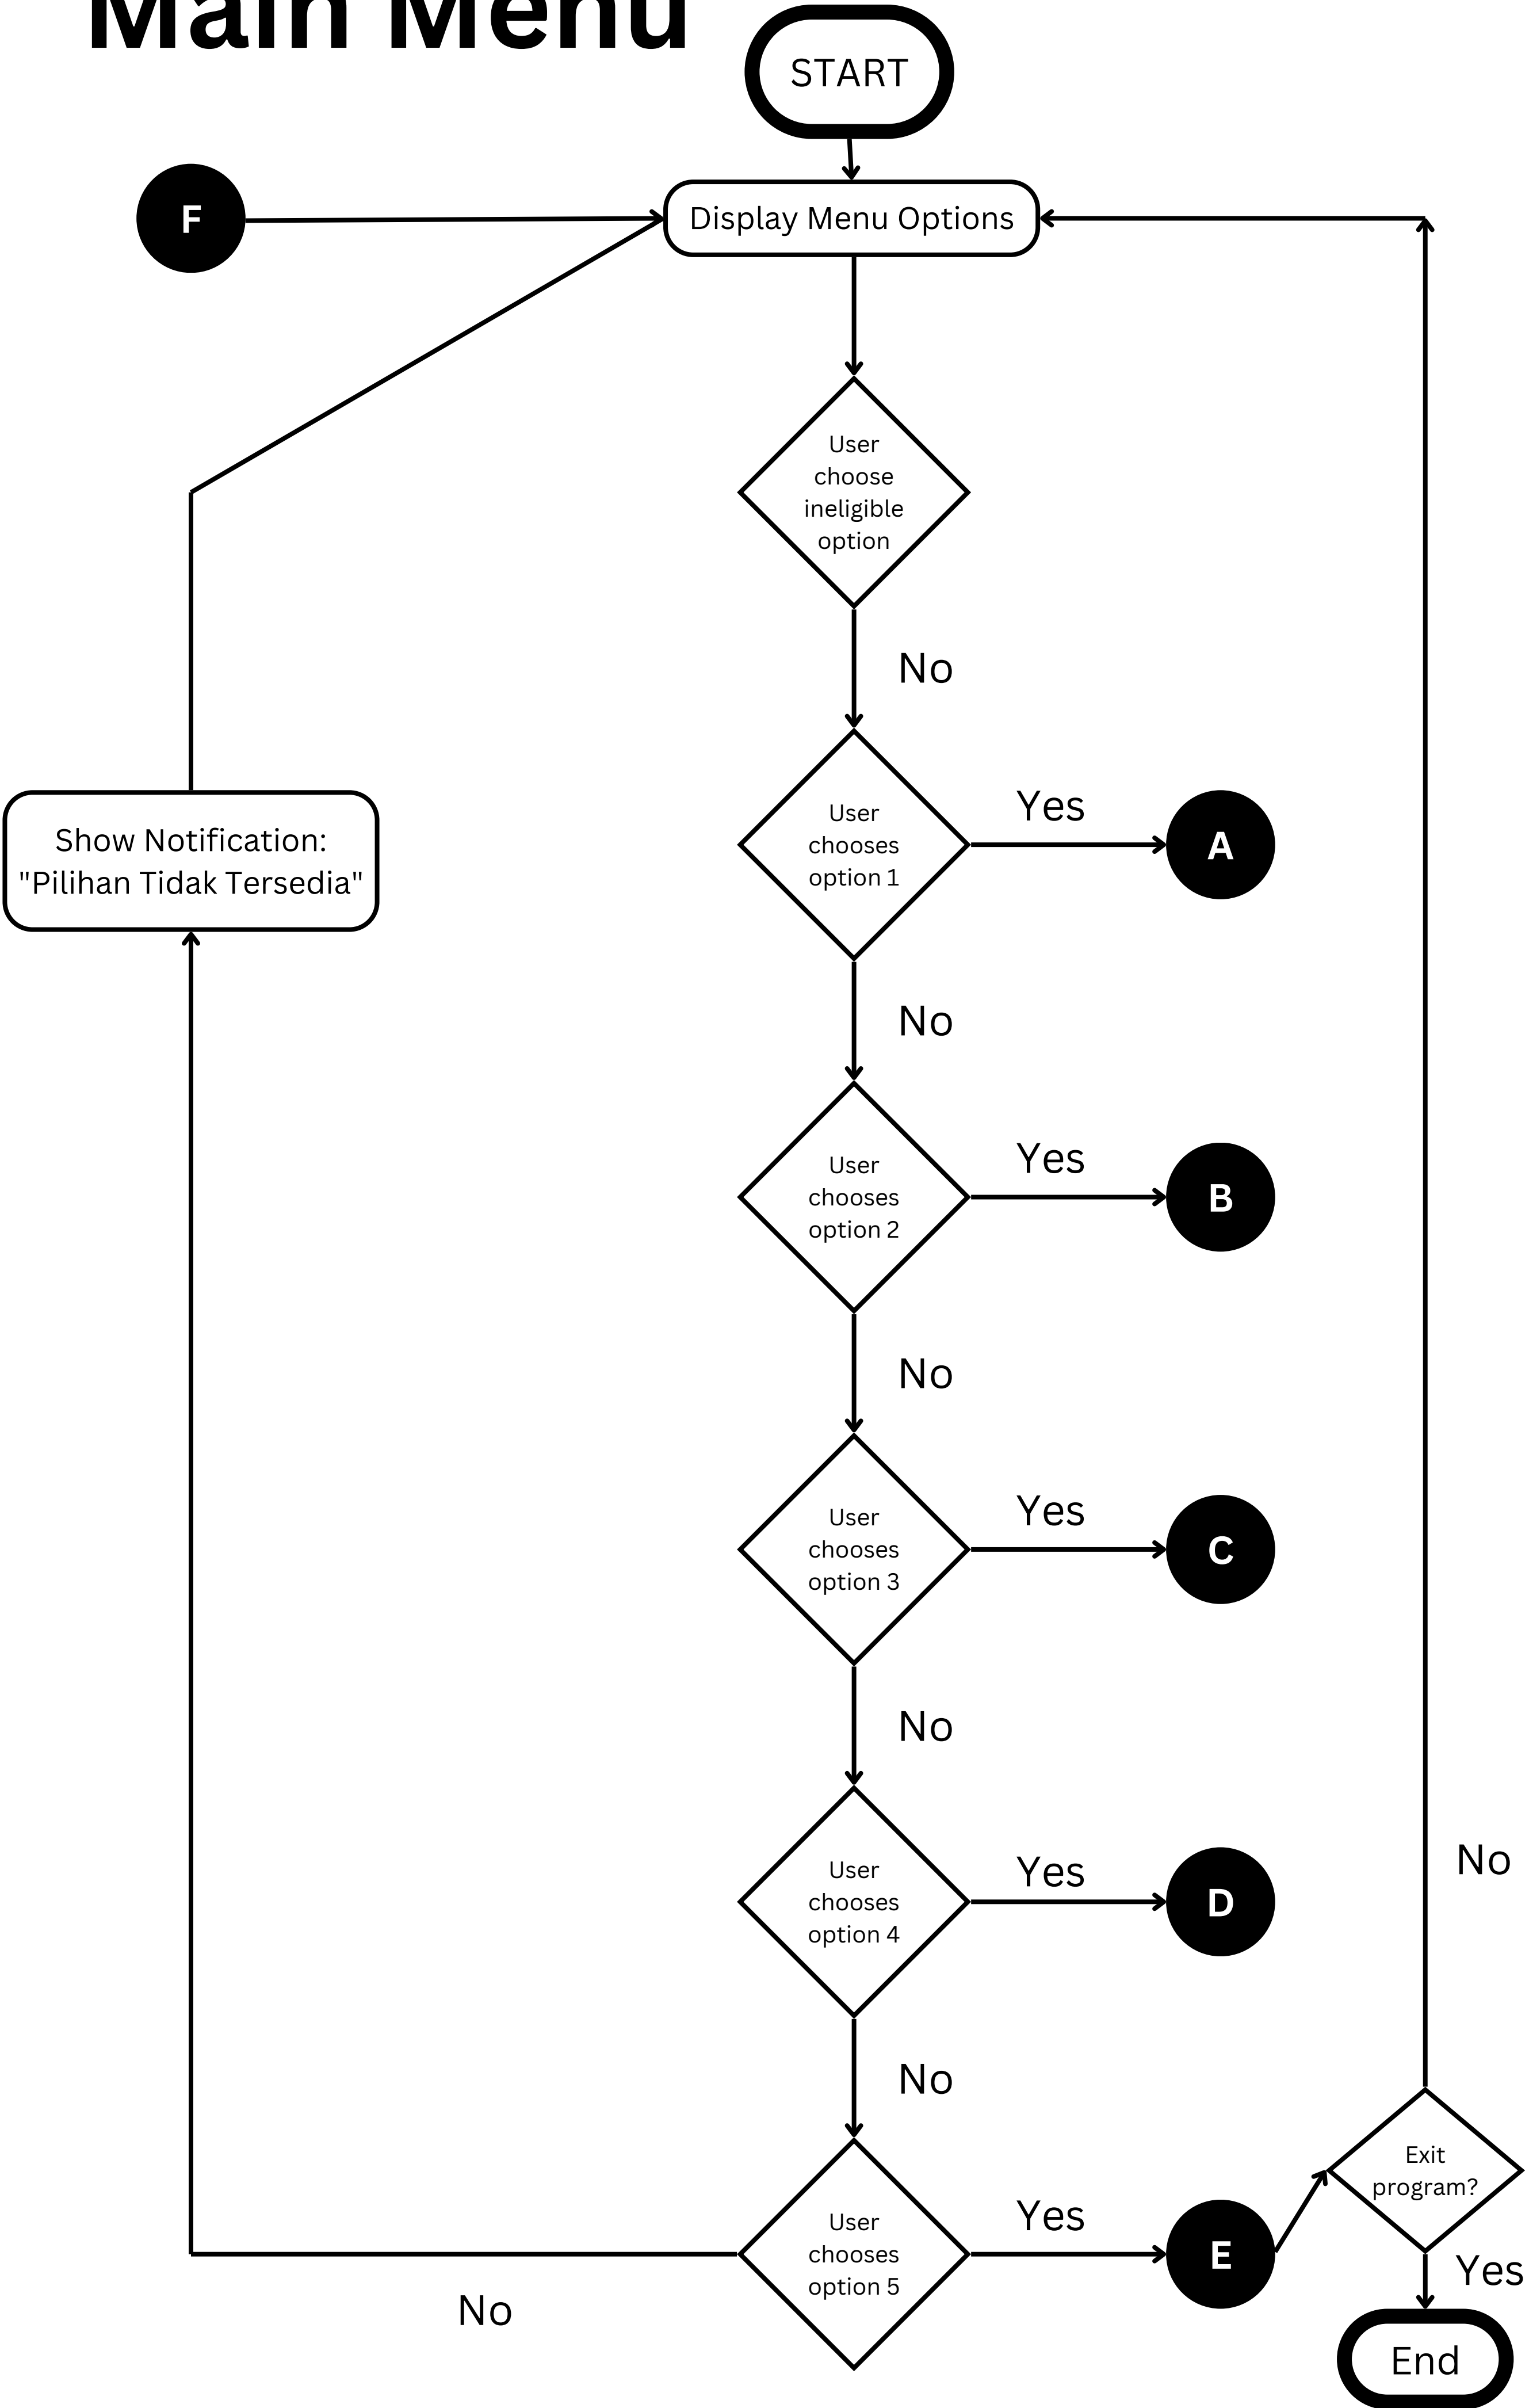 Main Menu
START
F
Display Menu Options
User
choose
ineligible
option
No
User
chooses
option 1
Yes
A
Show Notification:
"Pilihan Tidak Tersedia"
No
User
chooses
option 2
Yes
B
No
User
chooses
option 3
Yes
C
No
User
chooses
option 4
Yes
D
No
No
Exit
program?
User
chooses
option 5
Yes
E
Yes
No
End